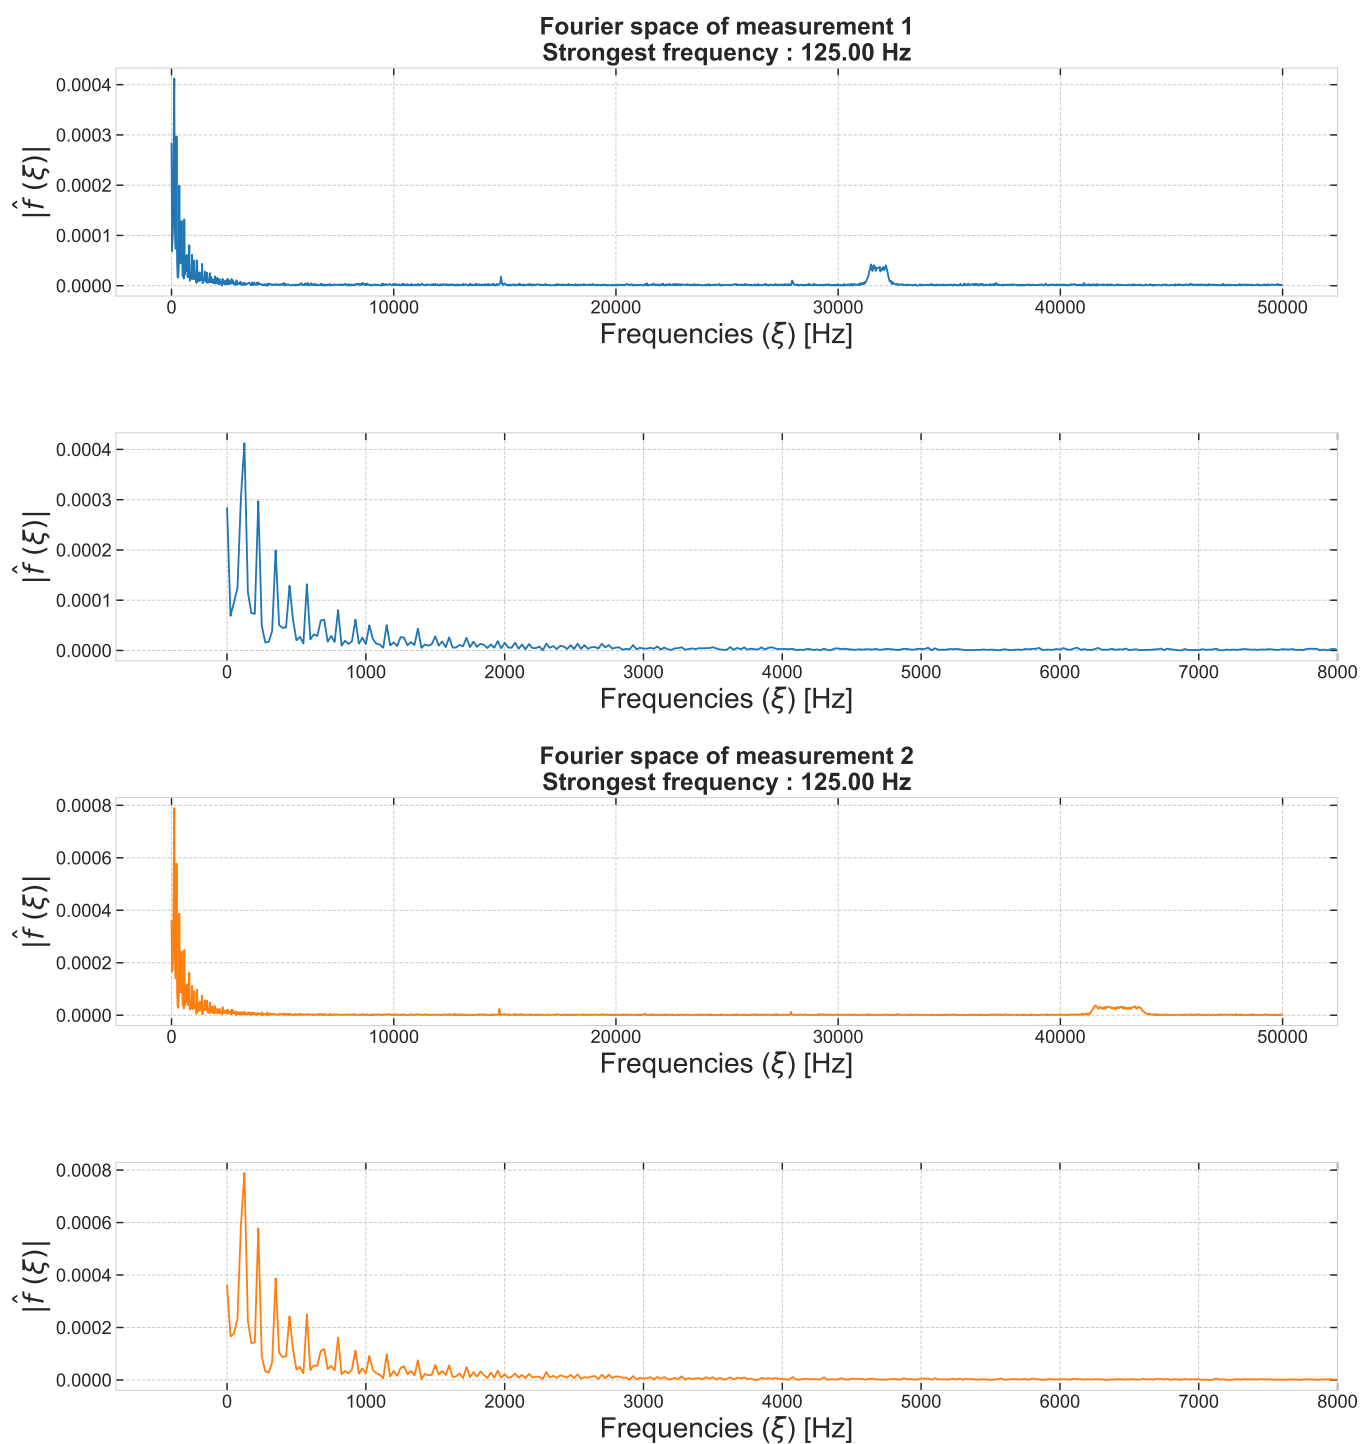 Fourier space of measurement 1
Strongest frequency : 125.00 Hz
0.0004
0.0003
0.0002
0.0001
0.0000
|f̂ (ξ)|
0 10000 20000 30000 40000 50000
Frequencies (ξ) [Hz]
0.0004
0.0003
0.0002
0.0001
0.0000
|f̂ (ξ)|
0 1000 2000 3000 4000 5000 6000 7000 8000
Frequencies (ξ) [Hz]
Fourier space of measurement 2
Strongest frequency : 125.00 Hz
0.0008
0.0006
0.0004
0.0002
0.0000
|f̂ (ξ)|
0 10000 20000 30000 40000 50000
Frequencies (ξ) [Hz]
0.0008
0.0006
0.0004
0.0002
0.0000
|f̂ (ξ)|
0 1000 2000 3000 4000 5000 6000 7000 8000
Frequencies (ξ) [Hz]